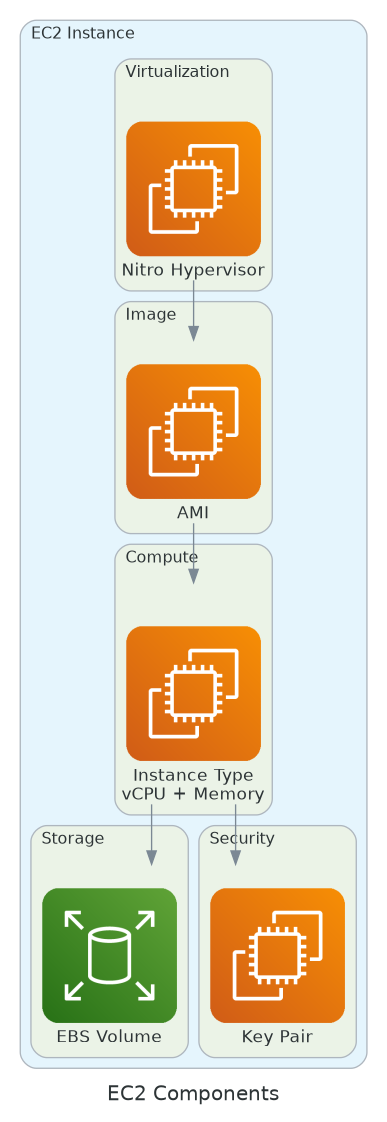 EC2 Instance
Virtualization
Nitro Hypervisor
Image
AMI
Compute
Instance Type
vCPU + Memory
Storage
EBS Volume
Security
Key Pair
EC2 Components